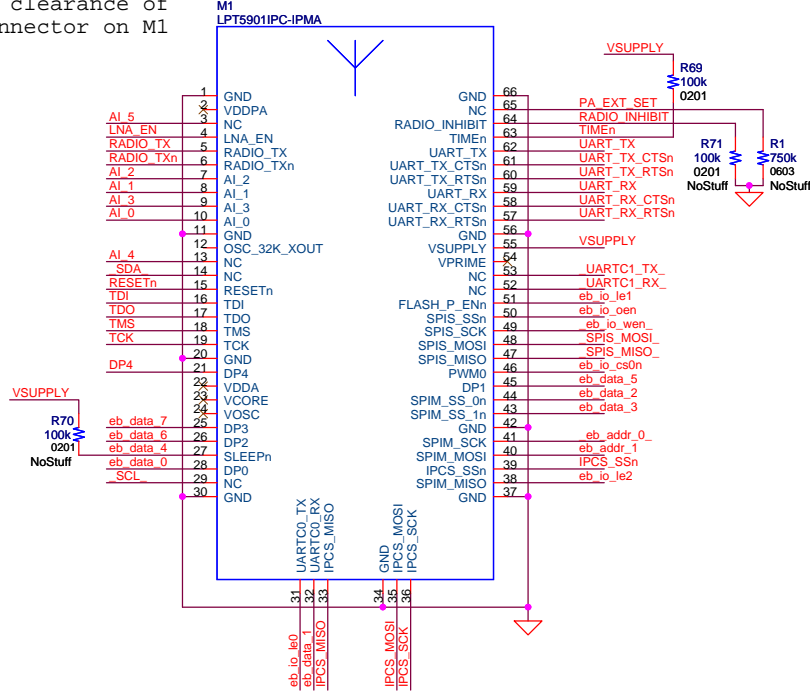 clearance of
nnector on M1
M1
LPT5901IPC-IPMA
VSUPPLY
R69
100k
0201
1 GND
2 VDDPA
AI_5 3 NC
LNA_EN 4 LNA_EN
RADIO_TX 5 RADIO_TX
RADIO_TXn 6 RADIO_TXn
AI_2 7 AI_2
AI_1 8 AI_1
AI_3 9 AI_3
AI_0 10 AI_0
11 GND
12 OSC_32K_XOUT
AI_4 13 NC
_SDA_ 14 NC
RESETn 15 RESETn
TDI 16 TDI
TDO 17 TDO
TMS 18 TMS
TCK 19 TCK
20 GND
DP4 21 DP4
22 VDDA
23 VCORE
24 VOSC
eb_data_7 25 DP3
eb_data_6 26 DP2
eb_data_4 27 SLEEPn
eb_data_0 28 DP0
_SCL_ 29 NC
30 GND
VSUPPLY
R70
100k
0201
NoStuff
GND 66
NC 65 PA_EXT_SET
RADIO_INHIBIT 64 RADIO_INHIBIT
TIMEn 63 TIMEn
UART_TX 62 UART_TX
UART_TX_CTSn 61 UART_TX_CTSn
UART_TX_RTSn 60 UART_TX_RTSn
UART_RX 59 UART_RX
UART_RX_CTSn 58 UART_RX_CTSn
UART_RX_RTSn 57 UART_RX_RTSn
GND 56
VSUPPLY 55 VSUPPLY
VPRIME 54
NC 53 _UARTC1_TX_
NC 52 _UARTC1_RX_
FLASH_P_ENn 51 eb_io_le1
SPIS_SSn 50 eb_io_oen
SPIS_SCK 49 _eb_io_wen_
SPIS_MOSI 48 _SPIS_MOSI_
SPIS_MISO 47 _SPIS_MISO_
PWM0 46 eb_io_cs0n
DP1 45 eb_data_5
SPIM_SS_0n 44 eb_data_2
SPIM_SS_1n 43 eb_data_3
GND 42
SPIM_SCK 41 _eb_addr_0_
SPIM_MOSI 40 eb_addr_1
IPCS_SSn 39 IPCS_SSn
SPIM_MISO 38 eb_io_le2
GND 37
R71
100k
0201
NoStuff
R1
750k
0603
NoStuff
UARTC0_TX 31 eb_io_le0
UARTC0_RX 32 eb_data_1
IPCS_MISO 33 IPCS_MISO
GND 34
IPCS_MOSI 35 IPCS_MOSI
IPCS_SCK 36 IPCS_SCK